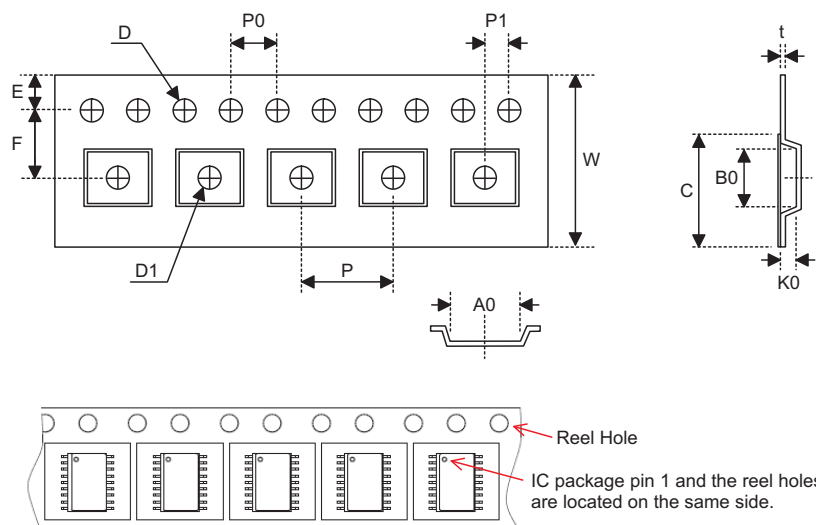 D
P0
P1
t
E
F
W
C
B0
D1
P
K0
A0
Reel Hole
IC package pin 1 and the reel holes
are located on the same side.